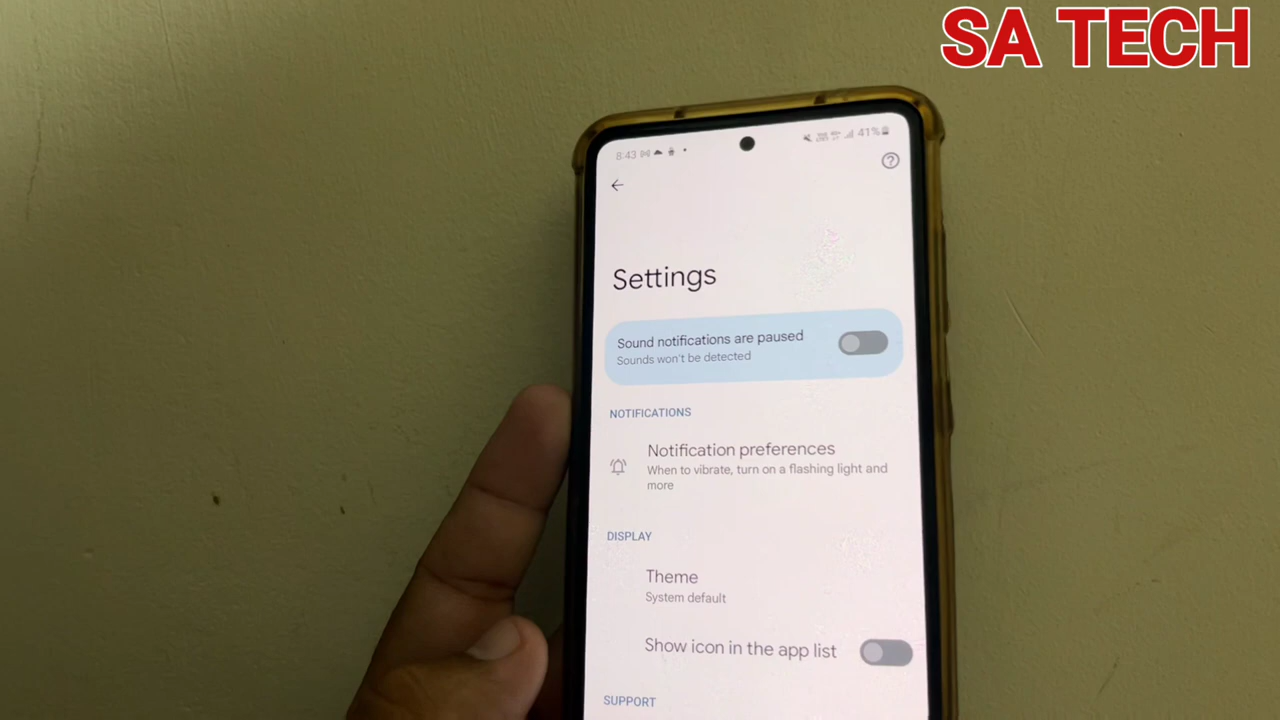 SA TECH
8:43
41%
Settings
Sound notifications are paused
Sounds won't be detected
NOTIFICATIONS
Notification preferences
When to vibrate, turn on a flashing light and
more
DISPLAY
Theme
System default
Show icon in the app list
SUPPORT